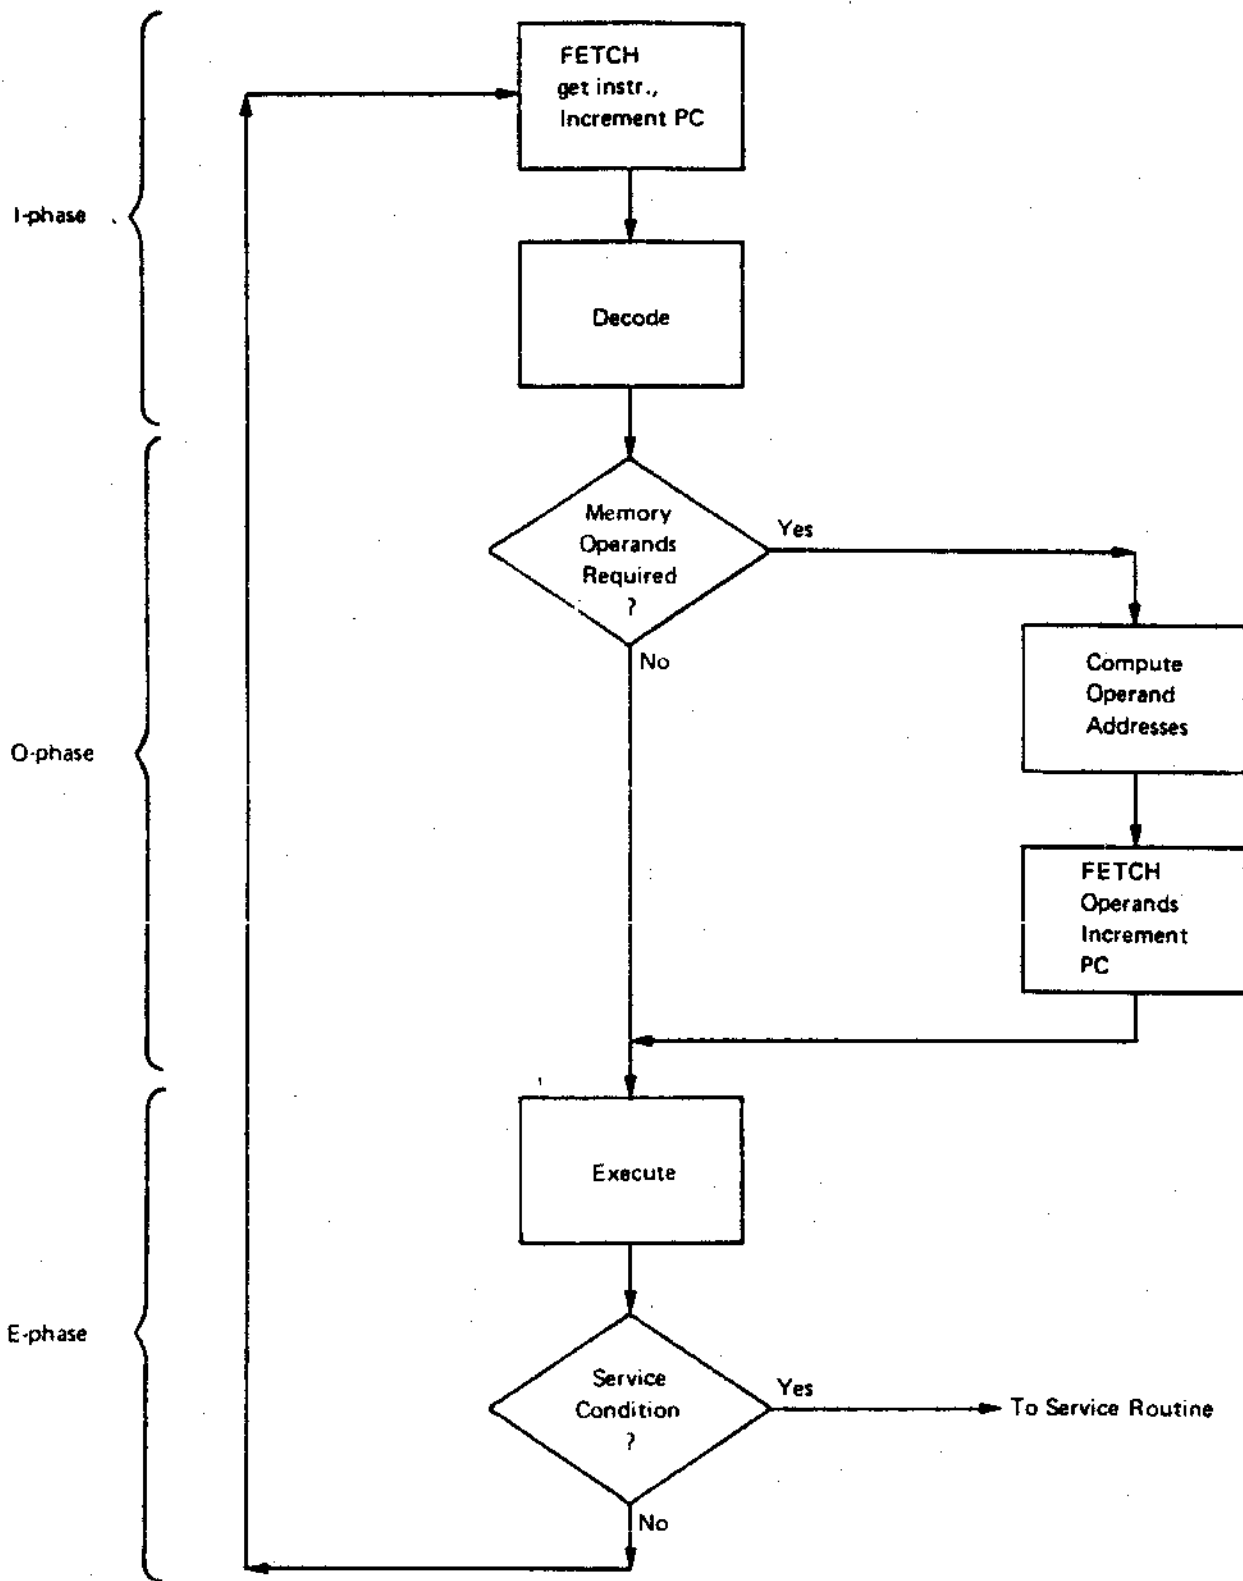 FETCH
get instr.,
Increment PC
I-phase
Decode
Memory
Operands
Required
?
Yes
No
Compute
Operand
Addresses
O-phase
FETCH
Operands
Increment
PC
Execute
E-phase
Service
Condition
?
Yes
To Service Routine
No